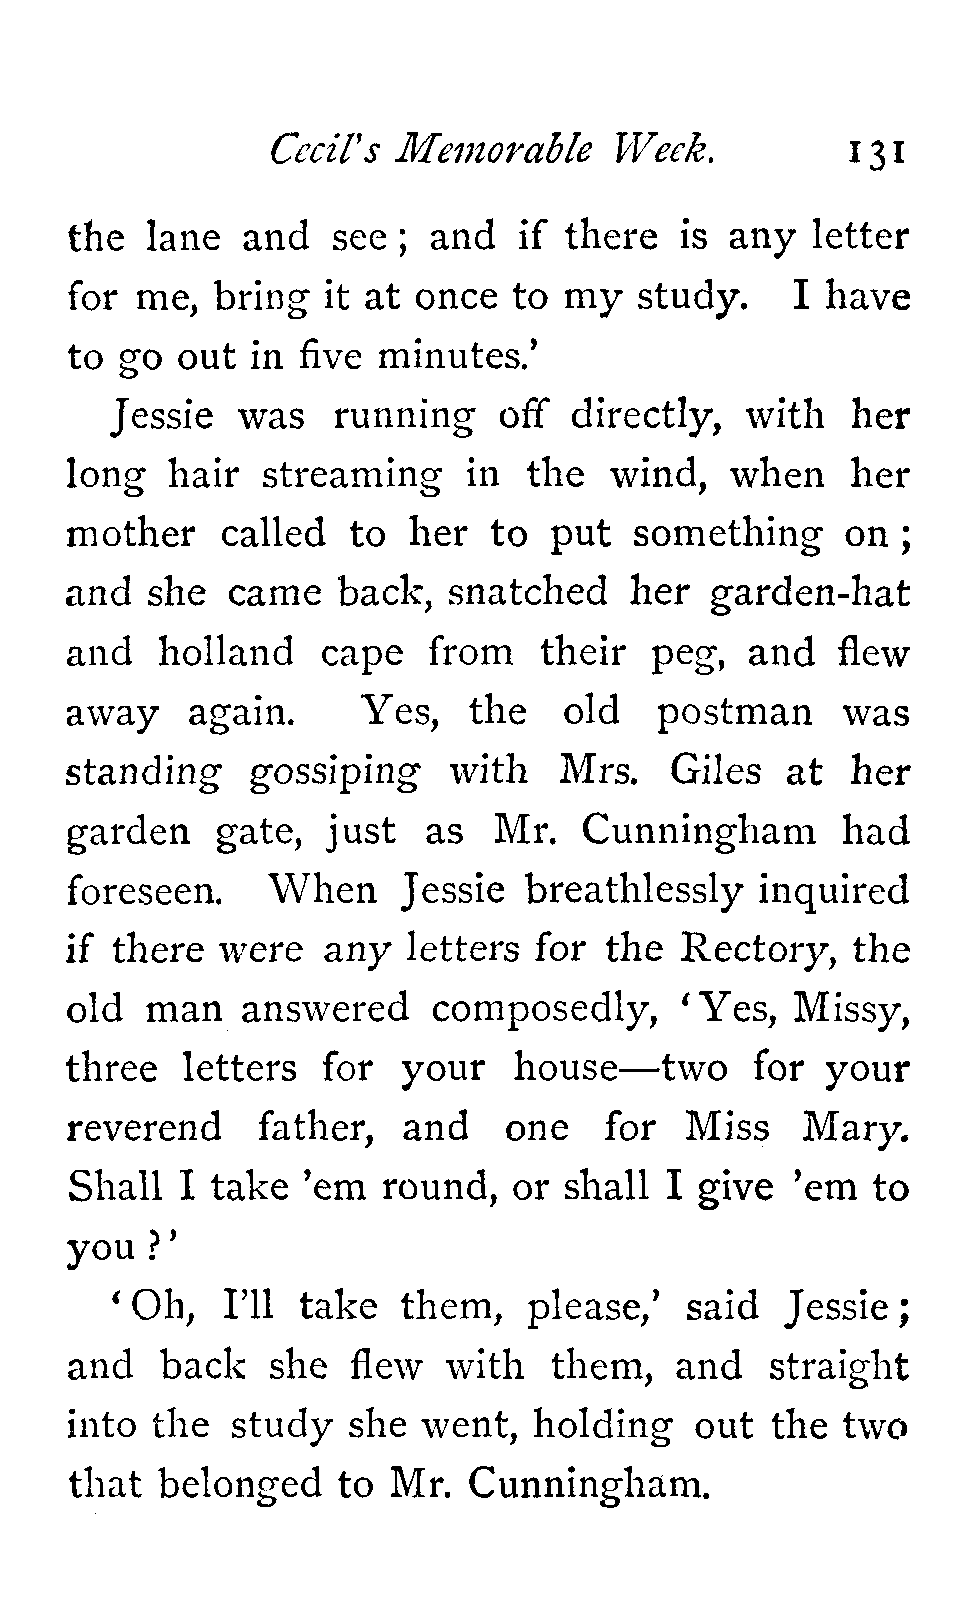 Cecil's Memorable Week. 131
the lane and see ; and if there is any letter
for me, bring it at once to my study. I have
to go out in five minutes.’
Jessie was running off directly, with her
long hair streaming in the wind, when her
mother called to her to put something on ;
and she came back, snatched her garden-hat
and holland cape from their peg, and flew
away again. Yes, the old postman was
standing gossiping with Mrs. Giles at her
garden gate, just as Mr. Cunningham had
foreseen. When Jessie breathlessly inquired
if there were any letters for the Rectory, the
old man answered composedly, ‘Yes, Missy,
three letters for your house—two for your
reverend father, and one for Miss Mary.
Shall I take ’em round, or shall I give ’em to
you ?’
‘Oh, I’ll take them, please,’ said Jessie ;
and back she flew with them, and straight
into the study she went, holding out the two
that belonged to Mr. Cunningham.